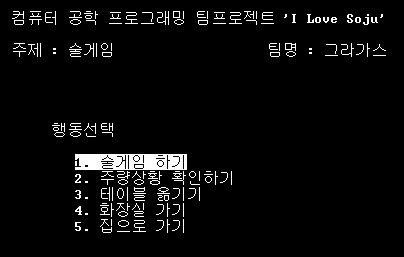 컴퓨터 공학 프로그래밍 팀프로젝트 'I Love Soju'
주제 : 술게임 팀명 : 그라가스
행동선택
1. 술게임 하기
2. 주량상황 확인하기
3. 테이블 옮기기
4. 화장실 가기
5. 집으로 가기